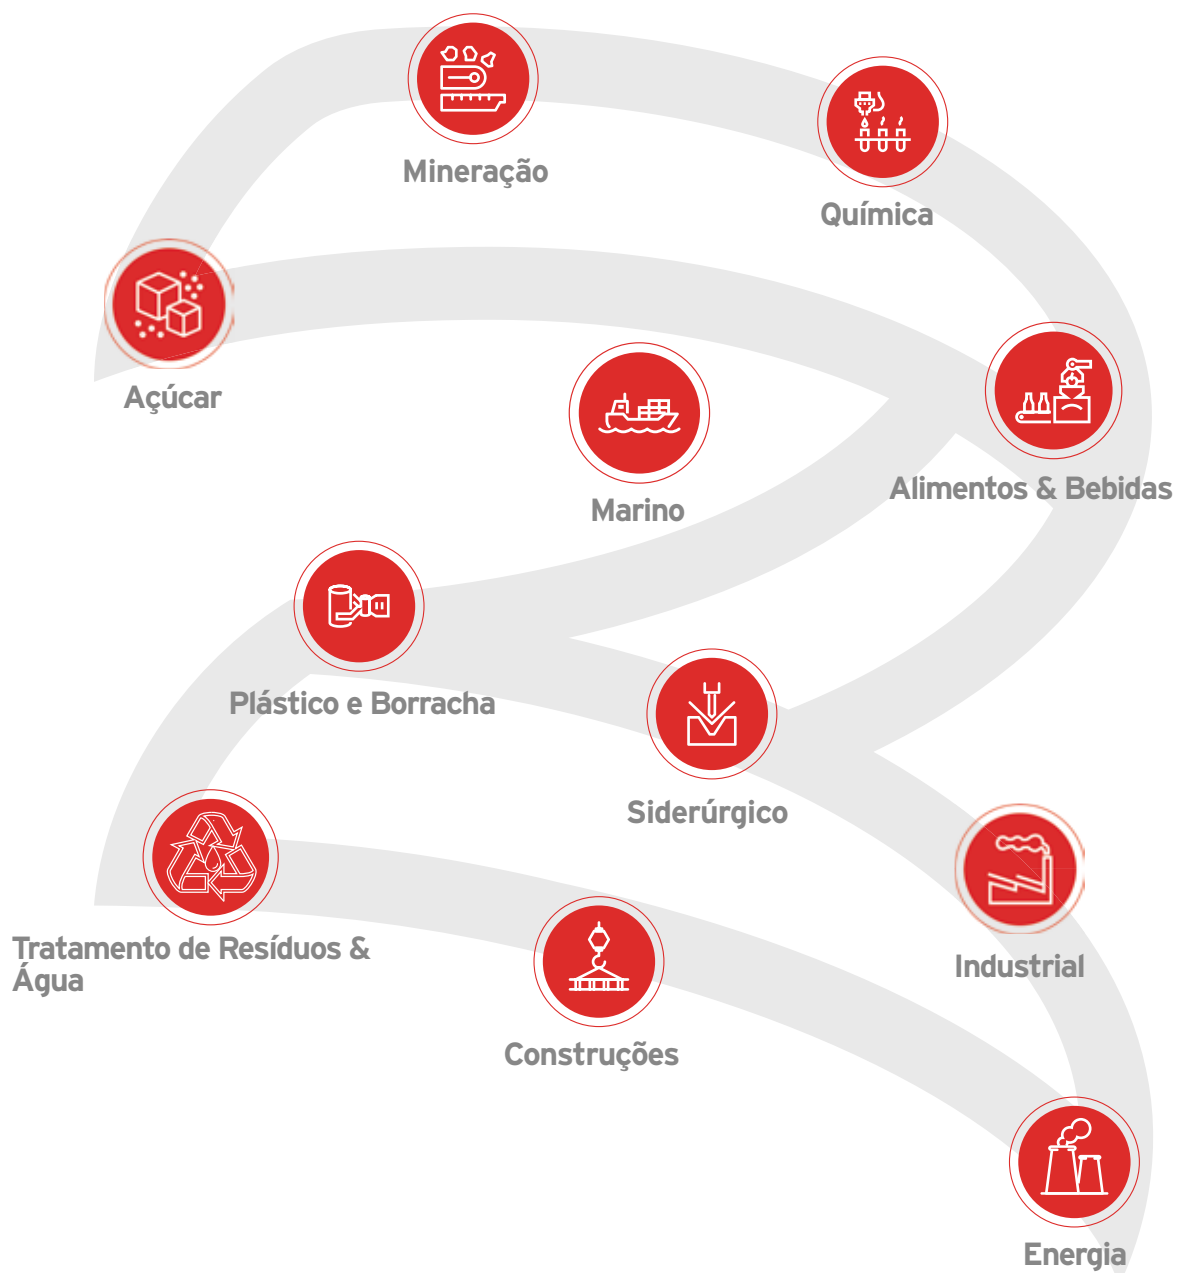 Mineração
Química
Açúcar
Alimentos & Bebidas
Marino
Plástico e Borracha
Siderúrgico
Tratamento de Resíduos &
Água
Industrial
Construções
Energia